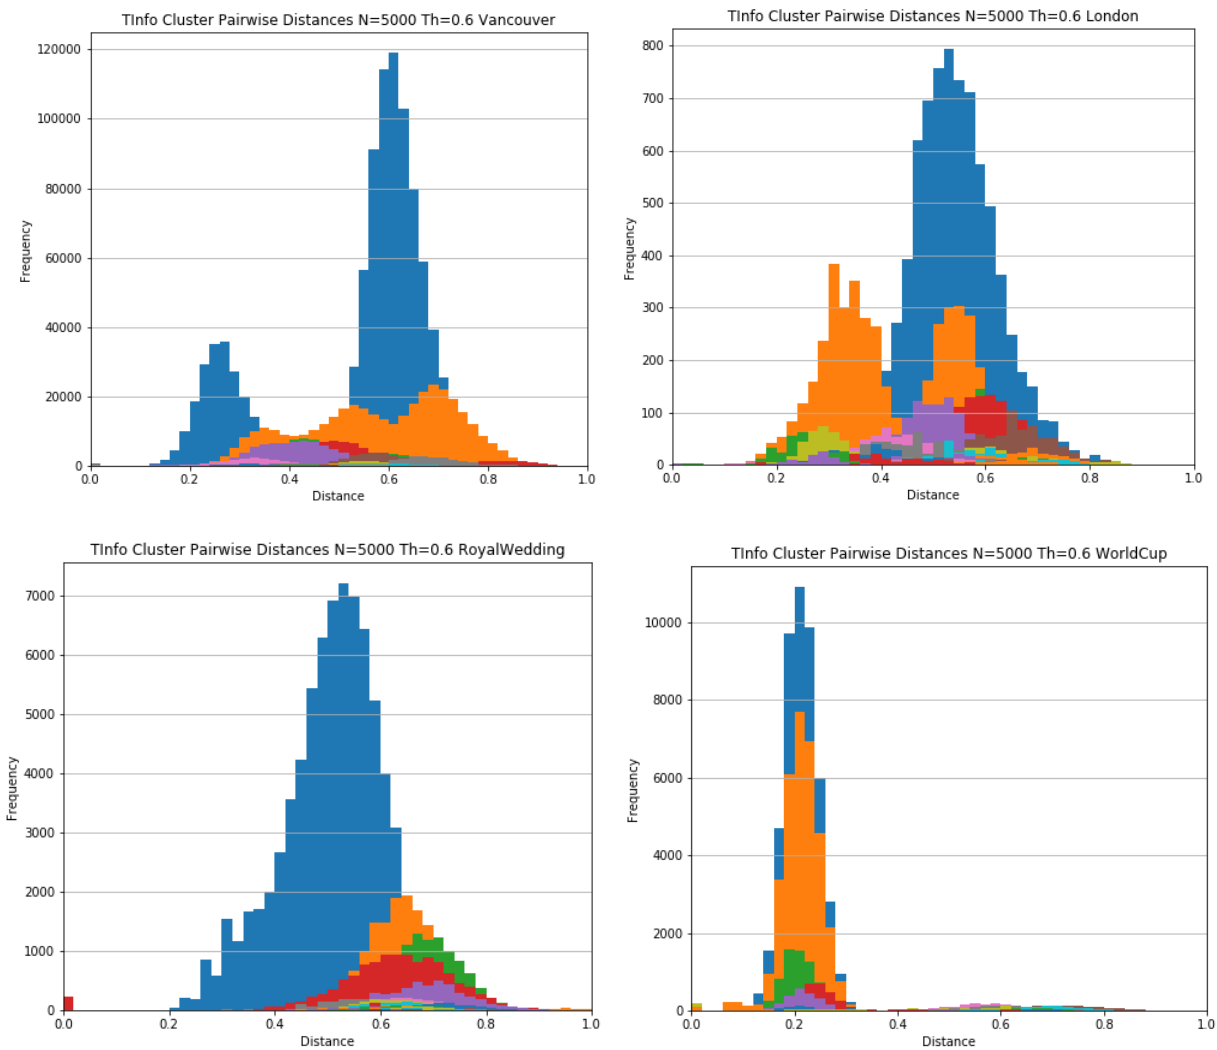 TInfo Cluster Pairwise Distances N=5000 Th=0.6 Vancouver
120000
100000
80000
60000
40000
20000
0
Frequency
0.0 0.2 0.4 0.6 0.8 1.0
Distance
TInfo Cluster Pairwise Distances N=5000 Th=0.6 London
800
700
600
500
400
300
200
100
0
Frequency
0.0 0.2 0.4 0.6 0.8 1.0
Distance
TInfo Cluster Pairwise Distances N=5000 Th=0.6 RoyalWedding
7000
6000
5000
4000
3000
2000
1000
0
Frequency
0.0 0.2 0.4 0.6 0.8 1.0
Distance
TInfo Cluster Pairwise Distances N=5000 Th=0.6 WorldCup
10000
8000
6000
4000
2000
0
Frequency
0.0 0.2 0.4 0.6 0.8 1.0
Distance